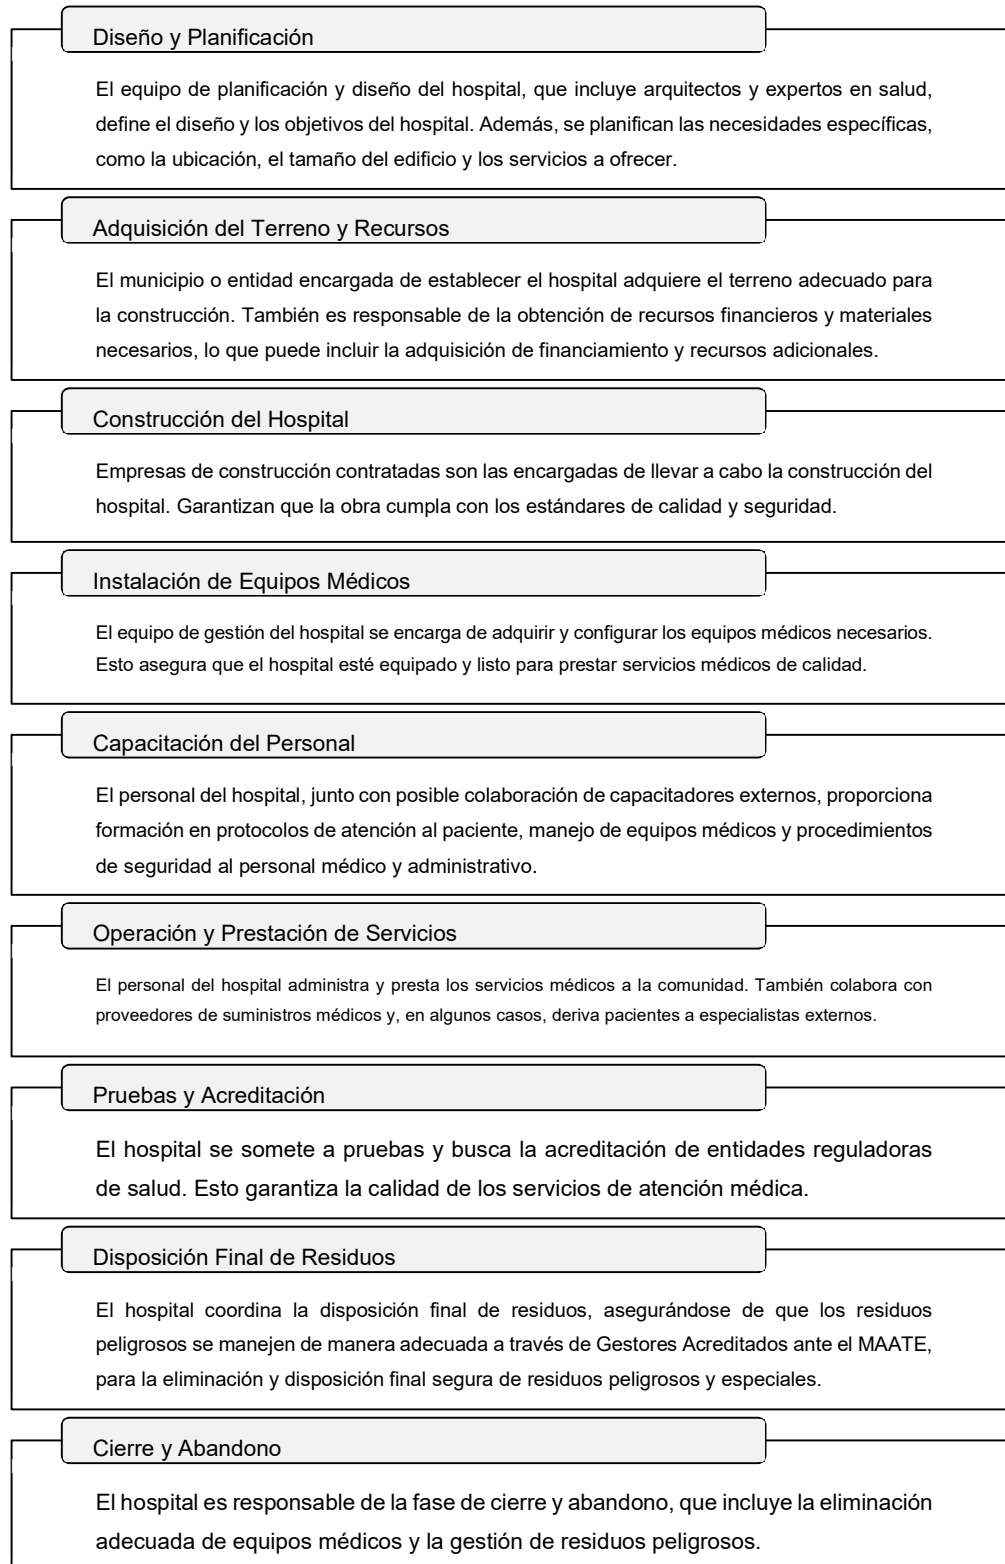 Diseño y Planificación
El equipo de planificación y diseño del hospital, que incluye arquitectos y expertos en salud,
define el diseño y los objetivos del hospital. Además, se planifican las necesidades específicas,
como la ubicación, el tamaño del edificio y los servicios a ofrecer.
Adquisición del Terreno y Recursos
El municipio o entidad encargada de establecer el hospital adquiere el terreno adecuado para
la construcción. También es responsable de la obtención de recursos financieros y materiales
necesarios, lo que puede incluir la adquisición de financiamiento y recursos adicionales.
Construcción del Hospital
Empresas de construcción contratadas son las encargadas de llevar a cabo la construcción del
hospital. Garantizan que la obra cumpla con los estándares de calidad y seguridad.
Instalación de Equipos Médicos
El equipo de gestión del hospital se encarga de adquirir y configurar los equipos médicos necesarios.
Esto asegura que el hospital esté equipado y listo para prestar servicios médicos de calidad.
Capacitación del Personal
El personal del hospital, junto con posible colaboración de capacitadores externos, proporciona
formación en protocolos de atención al paciente, manejo de equipos médicos y procedimientos
de seguridad al personal médico y administrativo.
Operación y Prestación de Servicios
El personal del hospital administra y presta los servicios médicos a la comunidad. También colabora con
proveedores de suministros médicos y, en algunos casos, deriva pacientes a especialistas externos.
Pruebas y Acreditación
El hospital se somete a pruebas y busca la acreditación de entidades reguladoras
de salud. Esto garantiza la calidad de los servicios de atención médica.
Disposición Final de Residuos
El hospital coordina la disposición final de residuos, asegurándose de que los residuos
peligrosos se manejen de manera adecuada a través de Gestores Acreditados ante el MAATE,
para la eliminación y disposición final segura de residuos peligrosos y especiales.
Cierre y Abandono
El hospital es responsable de la fase de cierre y abandono, que incluye la eliminación
adecuada de equipos médicos y la gestión de residuos peligrosos.